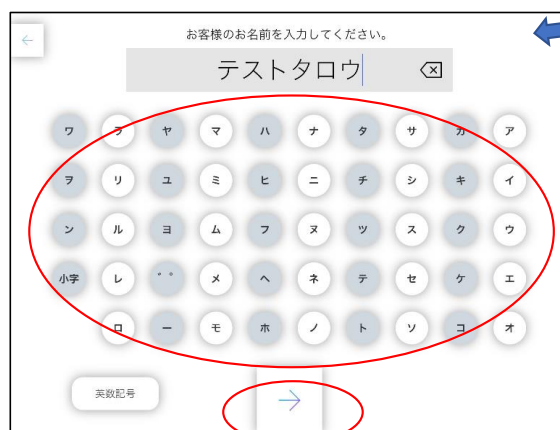 お客様のお名前を入力してください。
テストタロウ
ワ ラ ヤ マ ハ ナ タ サ カ ア
ヲ リ ユ ミ ヒ ニ チ シ キ イ
ン ル ヨ ム フ ヌ ツ ス ク ウ
小字 レ ゛゜ メ ヘ ネ テ セ ケ エ
ロ ー モ ホ ノ ト ソ コ オ
英数記号